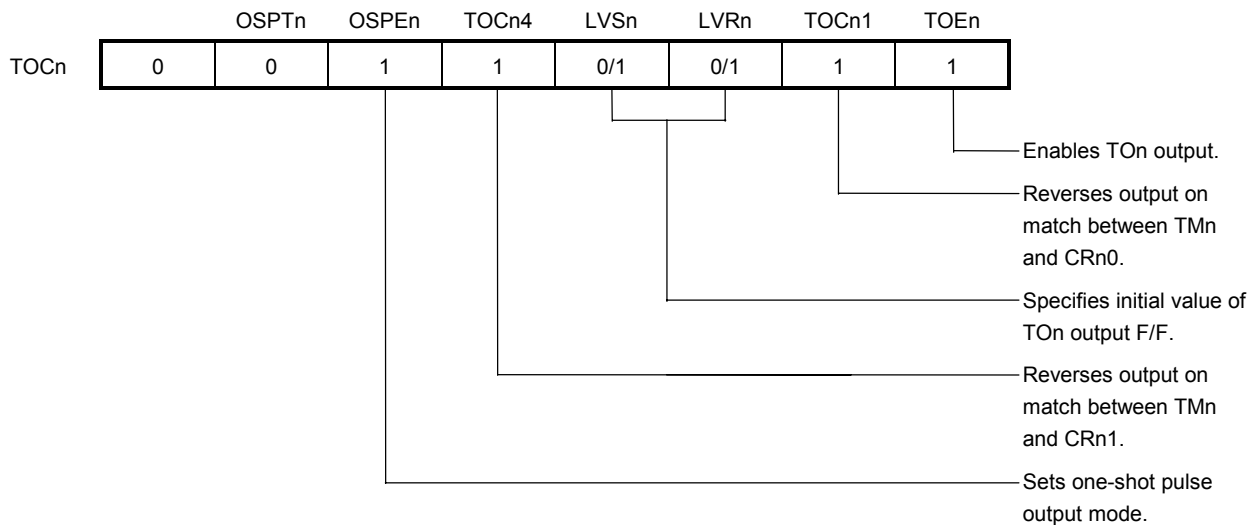 OSPTn OSPEn TOCn4 LVSn LVRn TOCn1 TOEn
TOCn 0 0 1 1 0/1 0/1 1 1
Enables TOn output.
Reverses output on
match between TMn
and CRn0.
Specifies initial value of
TOn output F/F.
Reverses output on
match between TMn
and CRn1.
Sets one-shot pulse
output mode.